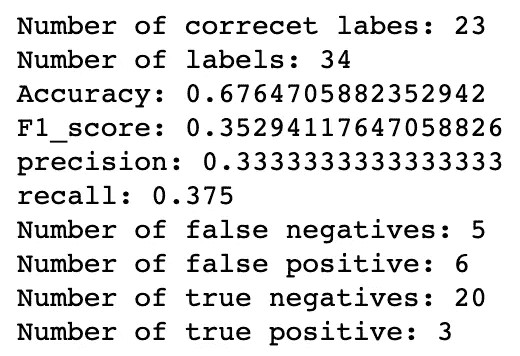 Number of correcet labes: 23
Number of labels: 34
Accuracy: 0.6764705882352942
F1_score: 0.35294117647058826
precision: 0.3333333333333333
recall: 0.375
Number of false negatives: 5
Number of false positive: 6
Number of true negatives: 20
Number of true positive: 3